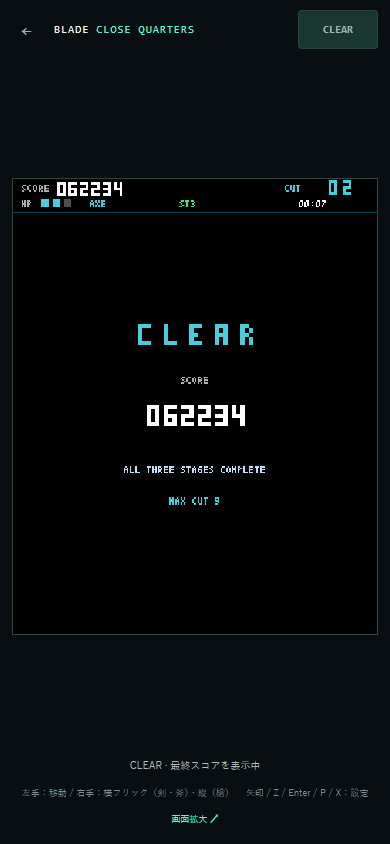 ← BLADE CLOSE QUARTERS CLEAR
SCORE 062234 CUT 02
HP AXE ST3 00:07
CLEAR
SCORE
062234
ALL THREE STAGES COMPLETE
MAX CUT 9
CLEAR · 最終スコアを表示中
左手：移動 / 右手：横フリック（剣・斧）・縦（槍） 矢印 / Z / Enter / P / X：設定
画面拡大 ⤢